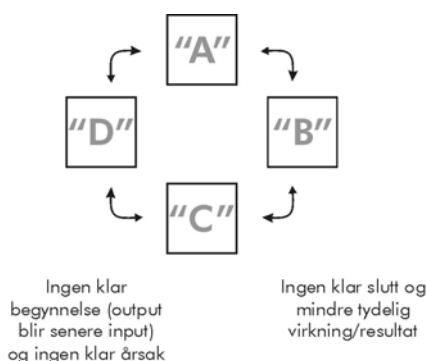 "A"
"D"
"B"
"C"
Ingen klar
begynnelse (output
blir senere input)
og ingen klar årsak
Ingen klar slutt og
mindre tydelig
virkning/resultat